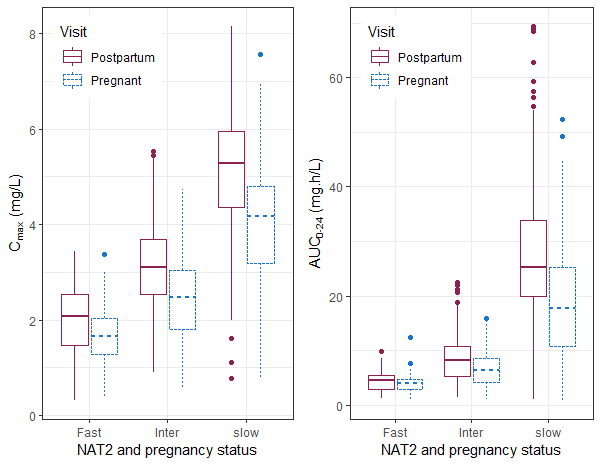 Visit
Postpartum
Pregnant
8
6
4
2
0
Cmax (mg/L)
Fast
Inter
slow
NAT2 and pregnancy status
Visit
Postpartum
Pregnant
60
40
20
0
AUC0-24 (mg.h/L)
Fast
Inter
slow
NAT2 and pregnancy status